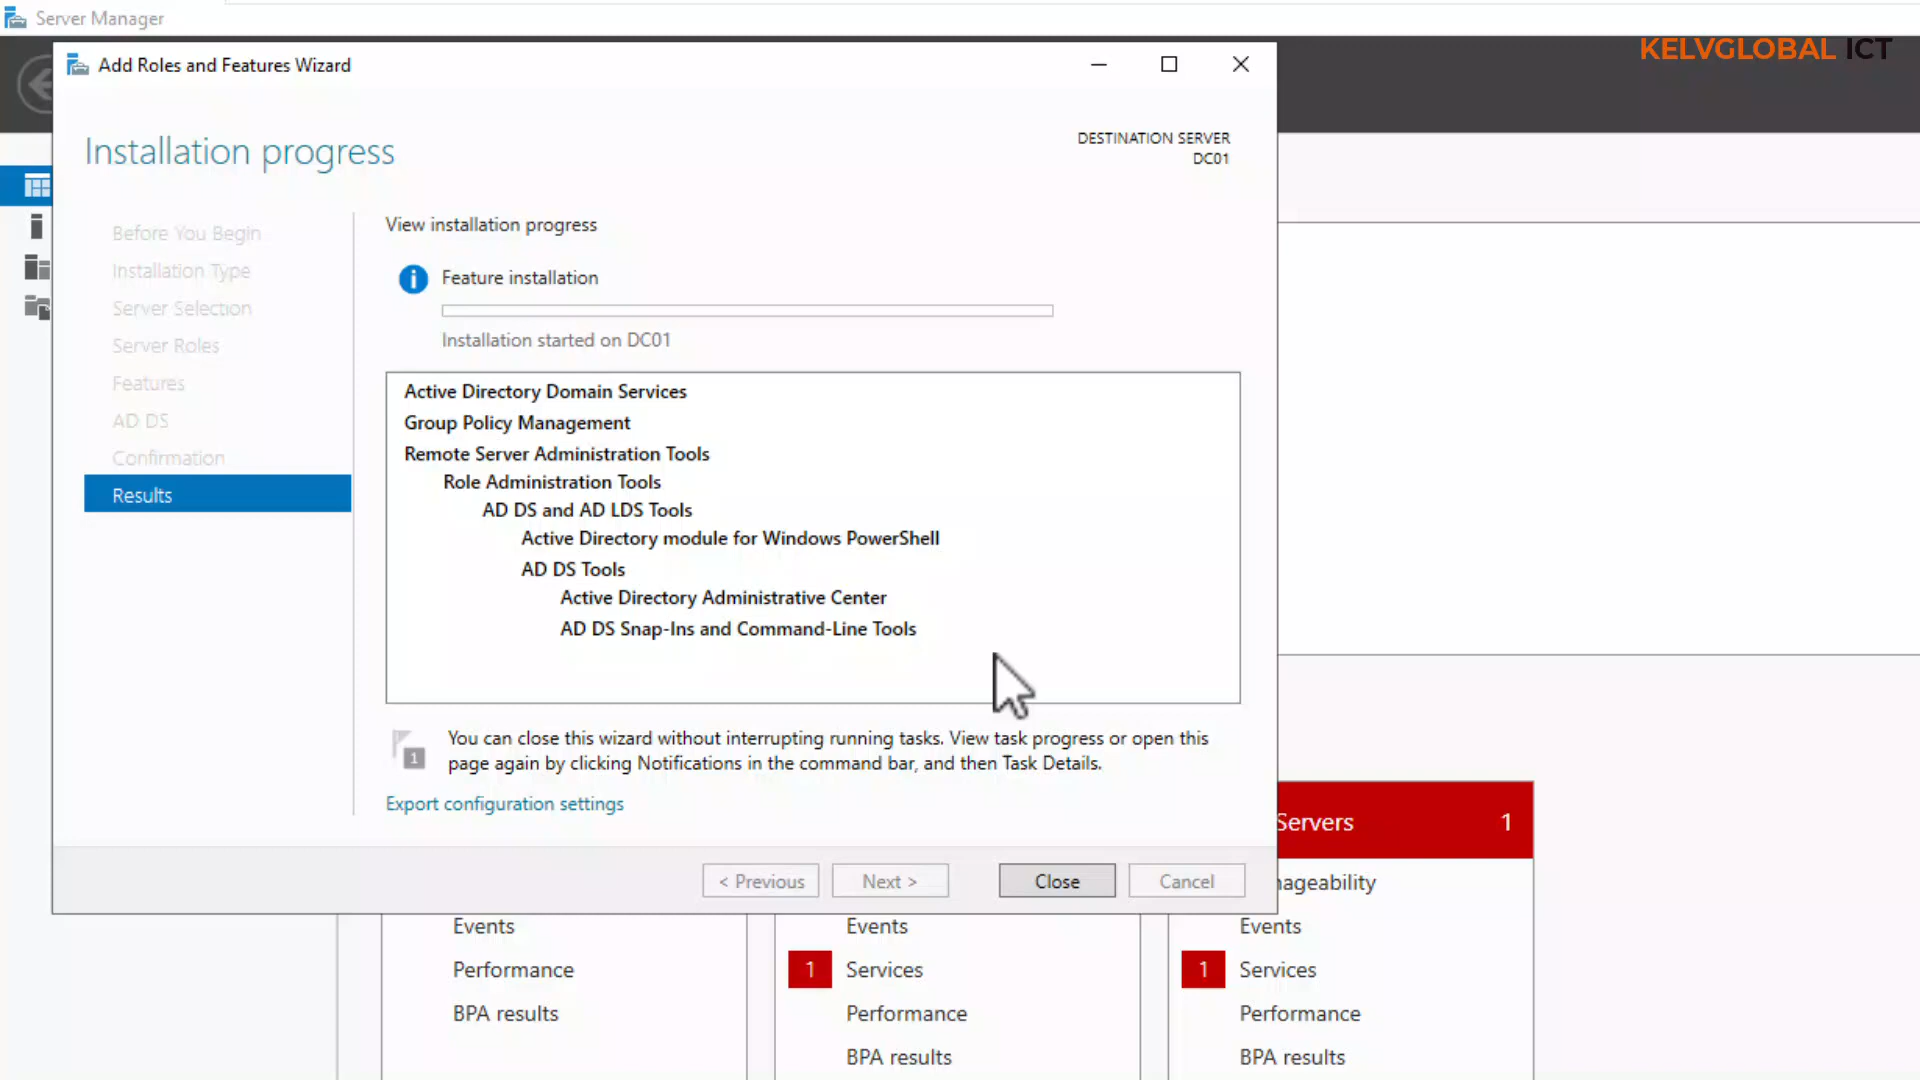 Server Manager
KELVGLOBAL ICT
Add Roles and Features Wizard
Installation progress
DESTINATION SERVER
DC01
Before You Begin
Installation Type
Server Selection
Server Roles
Features
AD DS
Confirmation
Results
View installation progress
Feature installation
Installation started on DC01
Active Directory Domain Services
Group Policy Management
Remote Server Administration Tools
Role Administration Tools
AD DS and AD LDS Tools
Active Directory module for Windows PowerShell
AD DS Tools
Active Directory Administrative Center
AD DS Snap-Ins and Command-Line Tools
1
You can close this wizard without interrupting running tasks. View task progress or open this
page again by clicking Notifications in the command bar, and then Task Details.
Export configuration settings
< Previous
Next >
Close
Cancel
Servers 1
nageability
Events
Performance
BPA results
Events
1 Services
Performance
BPA results
Events
1 Services
Performance
BPA results